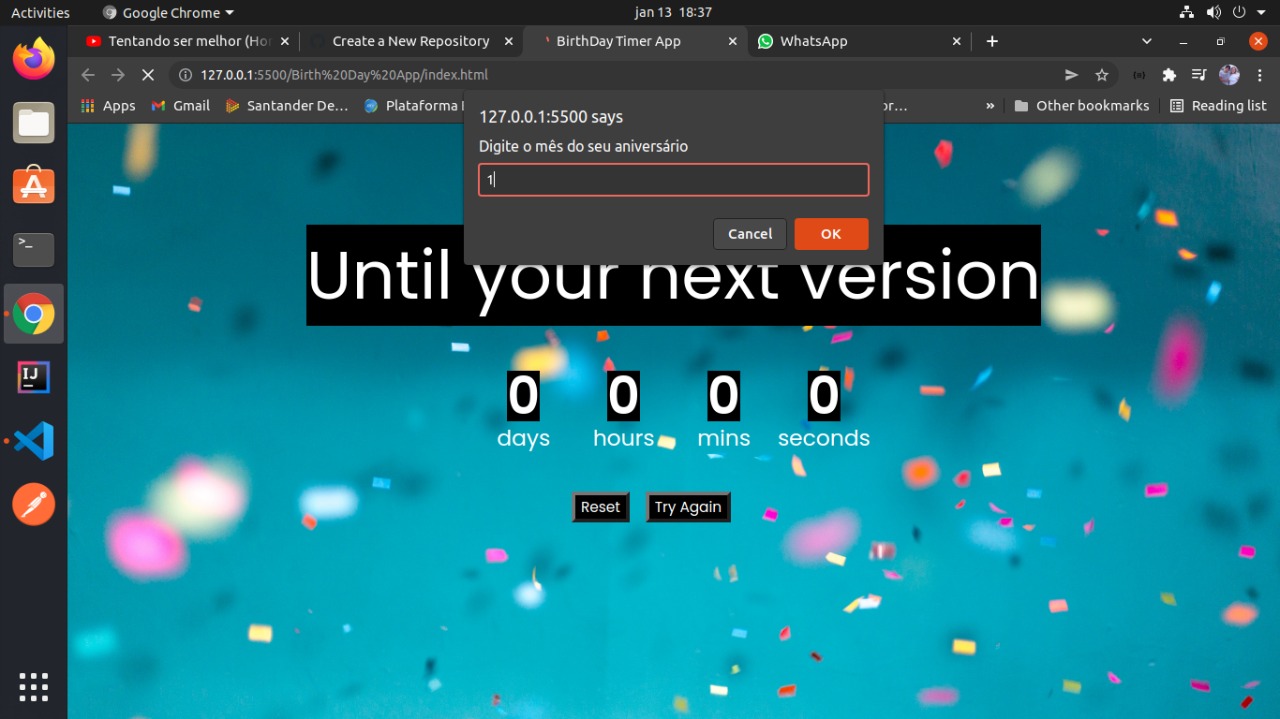 Activities Google Chrome jan 13 18:37
Tentando ser melhor (Hor Create a New Repository BirthDay Timer App WhatsApp
127.0.0.1:5500/Birth%20Day%20App/index.html
Apps Gmail Santander De... Plataforma or... » Other bookmarks Reading list
127.0.0.1:5500 says
Digite o mês do seu aniversário
1
Cancel OK
Until your next version
0 0 0 0
days hours mins seconds
Reset Try Again
IJ
>_